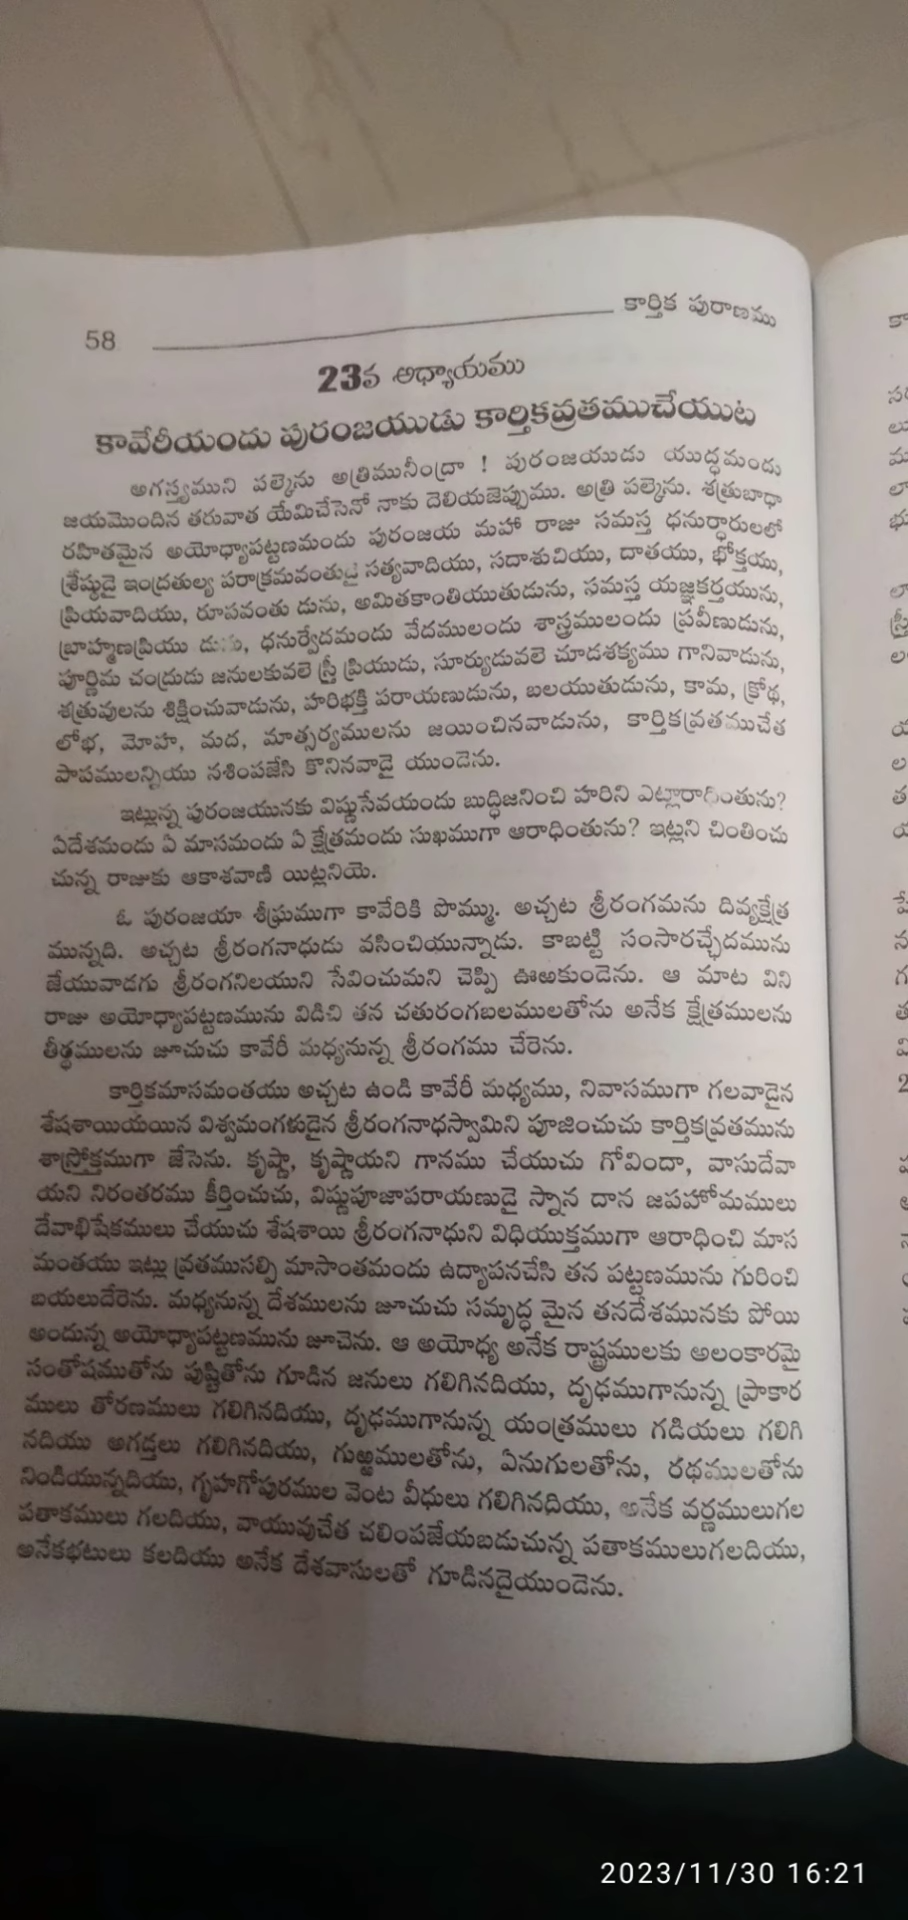 58
కార్తిక పురాణము
23వ అధ్యాయము
కావేరీయందు పురంజయుడు కార్తికవ్రతముచేయుట
అగస్త్యముని పల్కెను అత్రిమునీంద్రా ! పురంజయుడు యుద్ధమందు
జయమొందిన తరువాత యేమిచేసెనో నాకు దెలియజెప్పుము. అత్రి పల్కెను. శత్రుబాధా
రహితమైన అయోధ్యాపట్టణమందు పురంజయ మహా రాజు సమస్త ధనుర్ధారులలో
శ్రేష్ఠుడై ఇంద్రతుల్య పరాక్రమవంతుడై సత్యవాదియు, సదాశుచియు, దాతయు, భోక్తయు,
ప్రియవాదియు, రూపవంతు డును, అమితకాంతియుతుడును, సమస్త యజ్ఞకర్తయును,
బ్రాహ్మణప్రియు ధనుర్వేదమందు వేదములందు శాస్త్రములందు ప్రవీణుడును,
పూర్ణిమ చంద్రుడు జనులకువలె స్త్రీ ప్రియుడు, సూర్యుడువలె చూడశక్యము గానివాడును,
శత్రువులను శిక్షించువాడును, హరిభక్తి పరాయణుడును, బలయుతుడును, కామ, క్రోధ,
లోభ, మోహ, మద, మాత్సర్యములను జయించినవాడును, కార్తికవ్రతముచేత
పాపములన్నియు నశింపజేసి కొనినవాడై యుండెను.
ఇట్లున్న పురంజయునకు విష్ణుసేవయందు బుద్ధిజనించి హరిని ఎట్లారాధింతును?
ఏదేశమందు ఏ మాసమందు ఏ క్షేత్రమందు సుఖముగా ఆరాధింతును? ఇట్లని చింతించు
చున్న రాజుకు ఆకాశవాణి యిట్లనియె.
ఓ పురంజయా శీఘ్రముగా కావేరికి పొమ్ము. అచ్చట శ్రీరంగమను దివ్యక్షేత్ర
మున్నది. అచ్చట శ్రీరంగనాథుడు వసించియున్నాడు. కాబట్టి సంసారచ్ఛేదమును
జేయువాడగు శ్రీరంగనిలయుని సేవించుమని చెప్పి ఊఱకుండెను. ఆ మాట విని
రాజు అయోధ్యాపట్టణమును విడిచి తన చతురంగబలములతోను అనేక క్షేత్రములను
తీర్థములను జూచుచు కావేరీ మధ్యనున్న శ్రీరంగము చేరెను.
కార్తికమాసమంతయు అచ్చట ఉండి కావేరీ మధ్యము, నివాసముగా గలవాడైన
శేషశాయియయిన విశ్వమంగళుడైన శ్రీరంగనాధస్వామిని పూజించుచు కార్తికవ్రతమును
శాస్త్రోక్తముగా జేసెను. కృష్ణా, కృష్ణాయని గానము చేయుచు గోవిందా, వాసుదేవా
యని నిరంతరము కీర్తించుచు, విష్ణుపూజాపరాయణుడై స్నాన దాన జపహోమములు
దేవాభిషేకములు చేయుచు శేషశాయి శ్రీరంగనాధుని విధియుక్తముగా ఆరాధించి మాస
మంతయు ఇట్లు వ్రతముసల్పి మాసాంతమందు ఉద్యాపనచేసి తన పట్టణమును గురించి
బయలుదేరెను. మధ్యనున్న దేశములను జూచుచు సమృద్ధ మైన తనదేశమునకు పోయి
అందున్న అయోధ్యాపట్టణమును జూచెను. ఆ అయోధ్య అనేక రాష్ట్రములకు అలంకారమై
సంతోషముతోను పుష్టితోను గూడిన జనులు గలిగినదియు, దృఢముగానున్న ప్రాకార
ములు తోరణములు గలిగినదియు, దృఢముగానున్న యంత్రములు గడియలు గలిగి
నదియు అగడ్తలు గలిగినదియు, గుఱ్ఱములతోను, ఏనుగులతోను, రథములతోను
నిండియున్నదియు, గృహగోపురముల వెంట వీధులు గలిగినదియు, అనేక వర్ణములుగల
పతాకములు గలదియు, వాయువుచేత చలింపజేయబడుచున్న పతాకములుగలదియు,
అనేకభటులు కలదియు అనేక దేశవాసులతో గూడినదైయుండెను.
2023/11/30 16:21